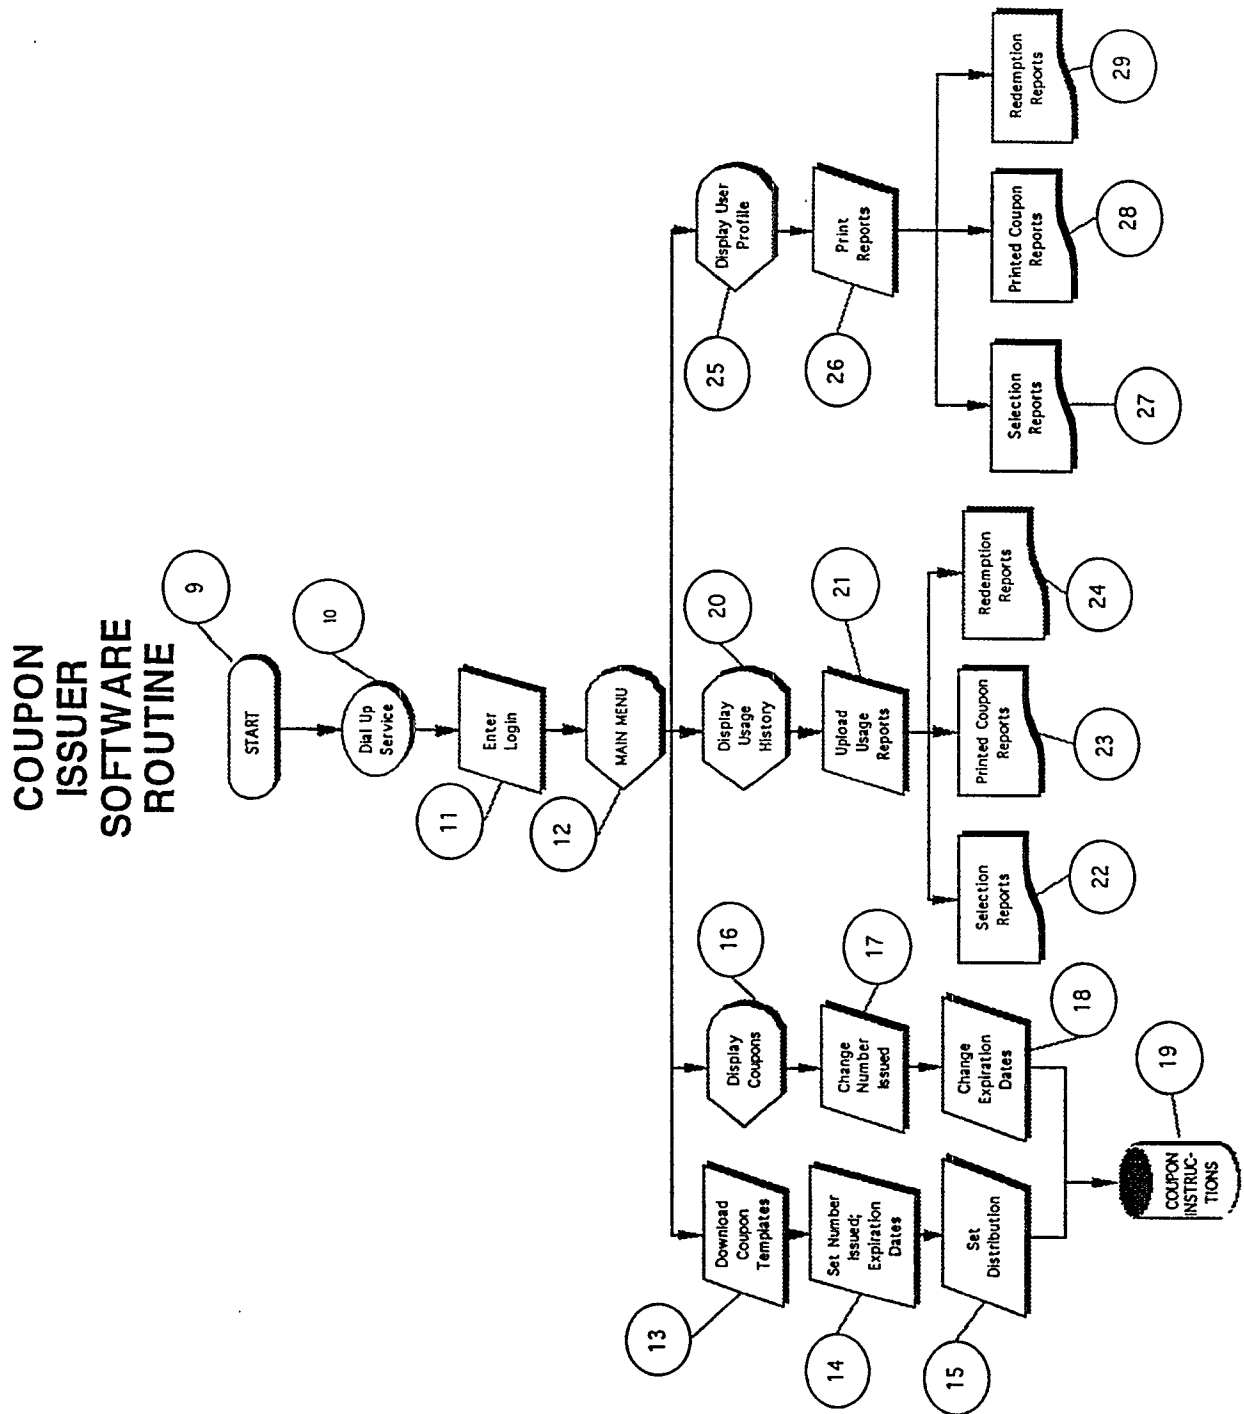 COUPON
ISSUER
SOFTWARE
ROUTINE
START
9
Dial Up
Service
10
Enter
Login
11
MAIN MENU
12
Download
Coupon
Templates
13
Set Number
Issued;
Expiration
Dates
14
Set
Distribution
15
Display
Coupons
16
Change
Number
Issued
17
Change
Expiration
Dates
18
COUPON
INSTRUC-
TIONS
19
Display
Usage
History
20
Upload
Usage
Reports
21
Selection
Reports
22
Printed Coupon
Reports
23
Redemption
Reports
24
Display User
Profile
25
Print
Reports
26
Selection
Reports
27
Printed Coupon
Reports
28
Redemption
Reports
29